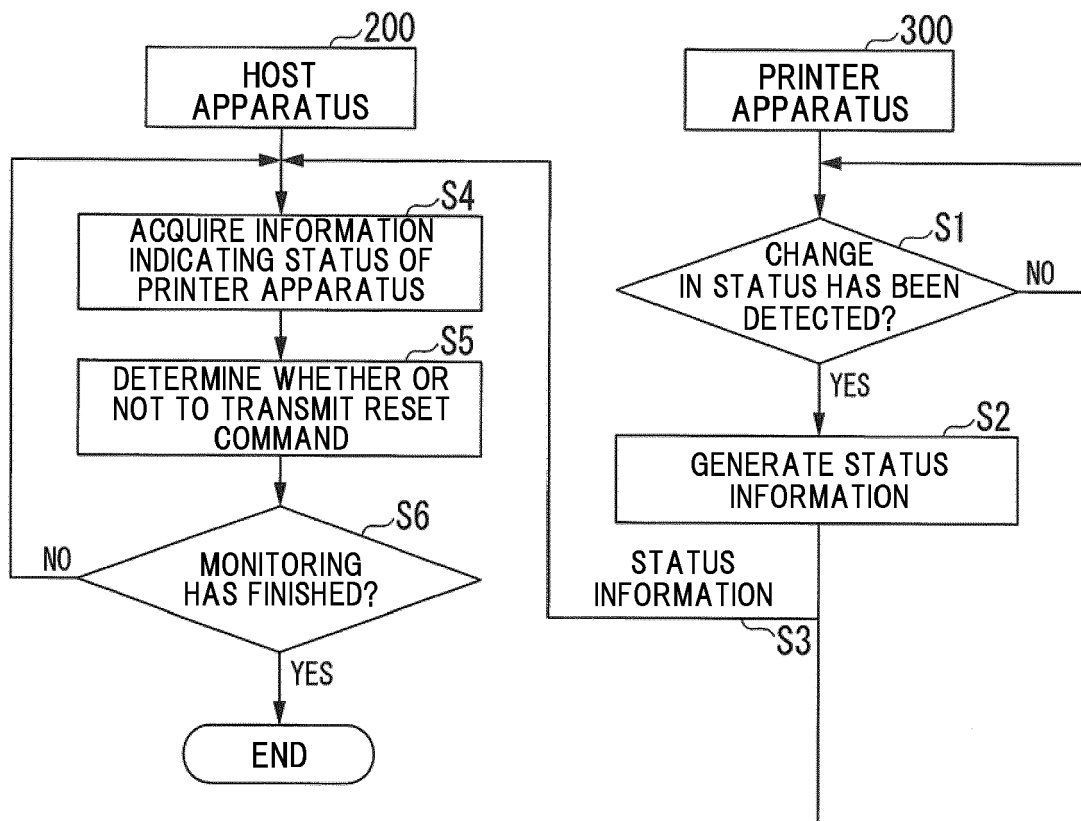 200
HOST
APPARATUS
S4
ACQUIRE INFORMATION
INDICATING STATUS OF
PRINTER APPARATUS
S5
DETERMINE WHETHER OR
NOT TO TRANSMIT RESET
COMMAND
S6
NO
MONITORING
HAS FINISHED?
YES
END
300
PRINTER
APPARATUS
S1
CHANGE
IN STATUS HAS BEEN
DETECTED?
NO
YES
S2
GENERATE STATUS
INFORMATION
STATUS
INFORMATION
S3